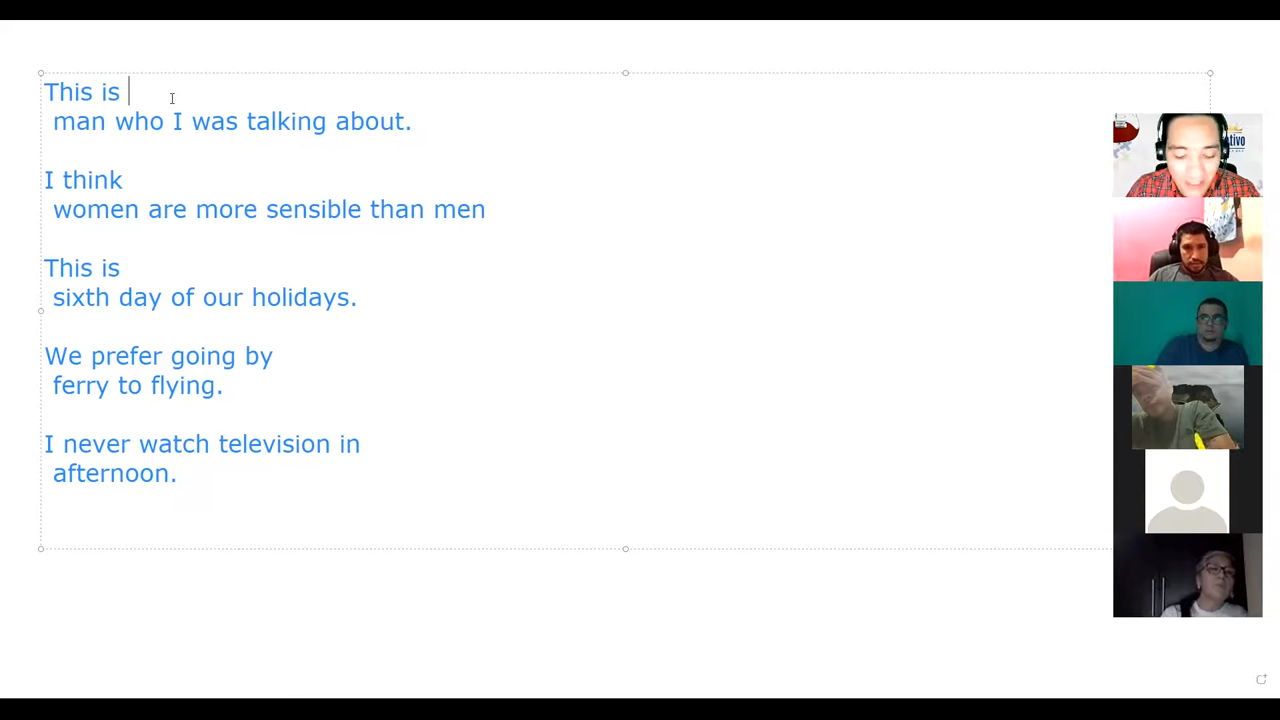 This is
man who I was talking about.
I think
women are more sensible than men
This is
sixth day of our holidays.
We prefer going by
ferry to flying.
I never watch television in
afternoon.
tivo